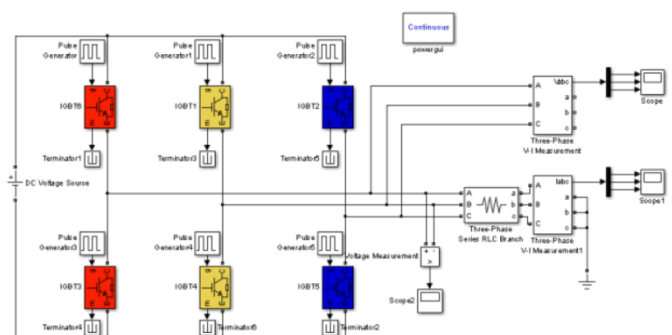 Continuous
powergui
Pulse
Generator
Pulse
Generator1
Pulse
Generator2
g C
IGBT6
m E
g C
IGBT1
m E
g C
IGBT2
m E
Terminator1
Terminator3
Terminator5
A
B
C
Vabc
a
b
c
Three-Phase
V-I Measurement
Scope
DC Voltage Source
A
B
C
a
b
c
Three-Phase
Series RLC Branch
A
B
C
Iabc
a
b
c
Three-Phase
V-I Measurement1
Scope1
Pulse
Generator3
Pulse
Generator4
Pulse
Generator5
Voltage Measurement
+ -
v
Scope2
g C
IGBT3
m E
g C
IGBT4
m E
g C
IGBT5
m E
Terminator4
Terminator6
Terminator2